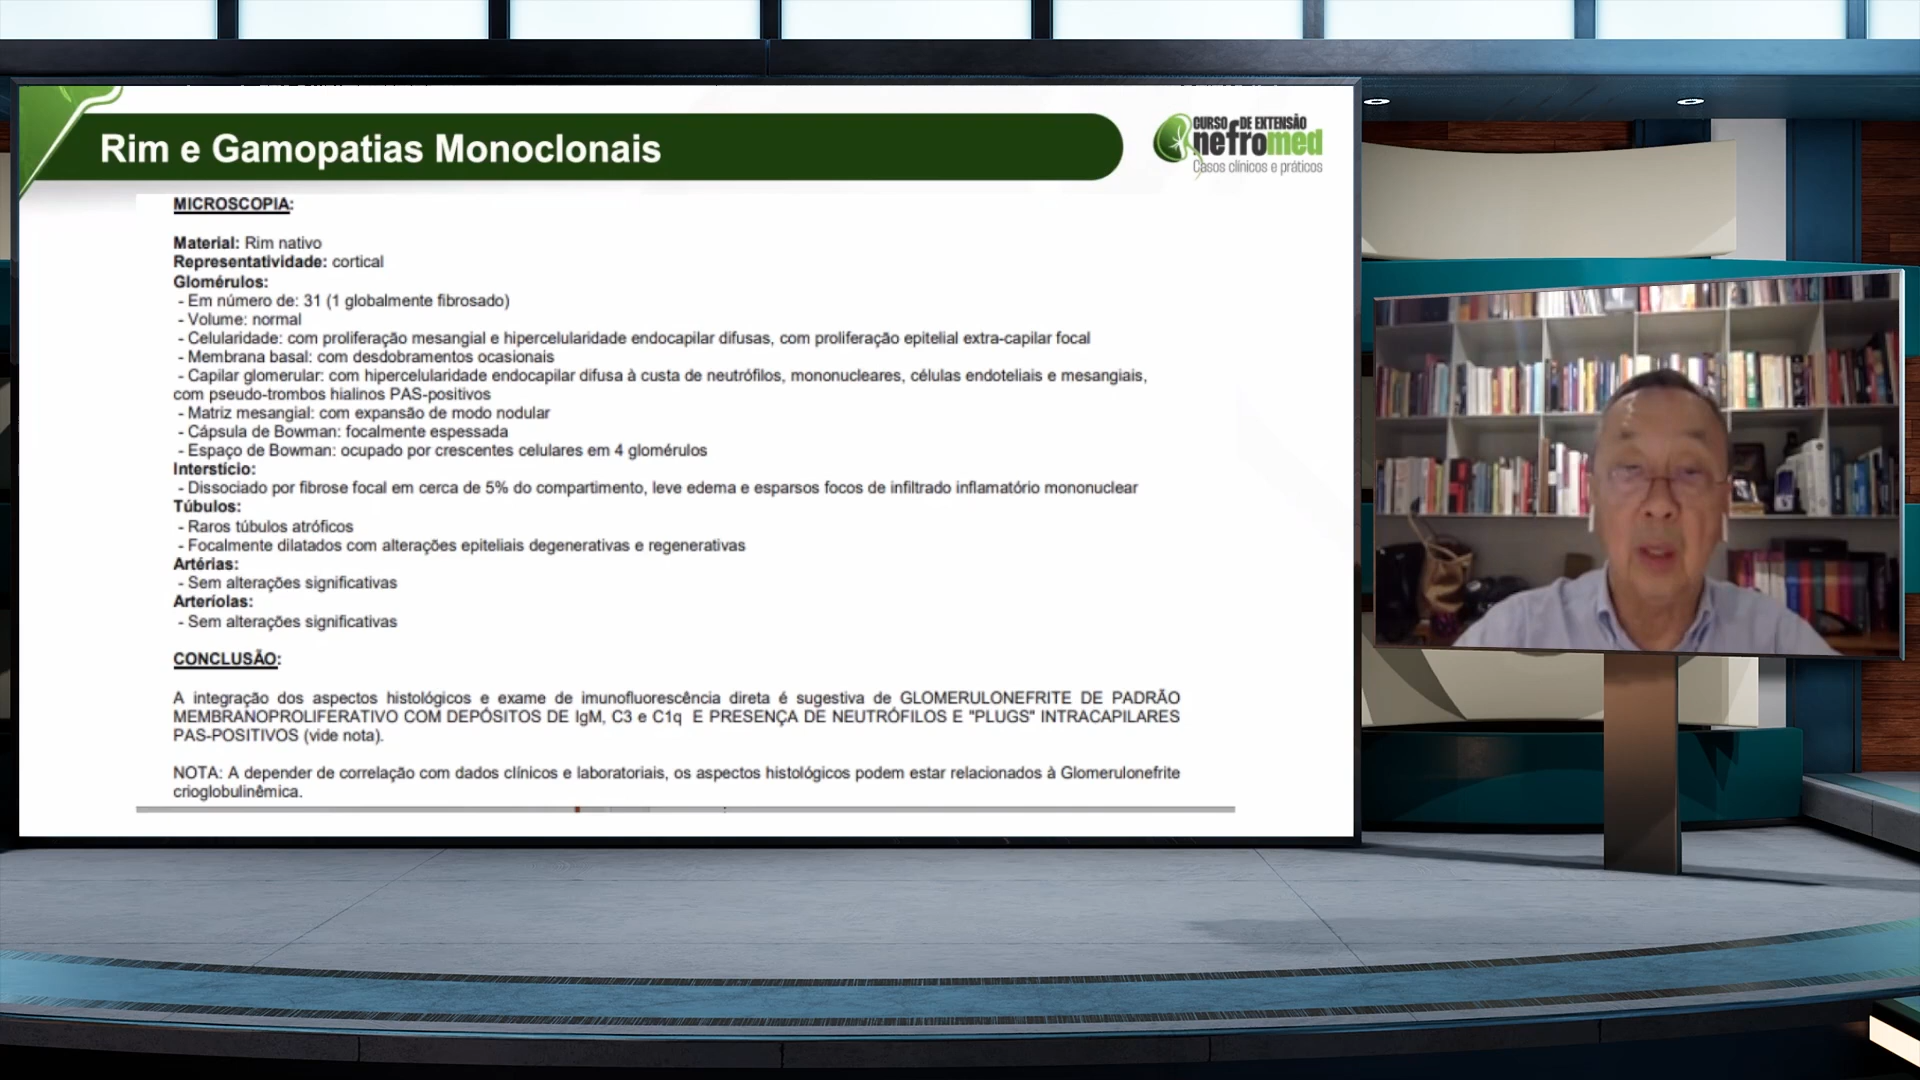 Rim e Gamopatias Monoclonais
CURSO DE EXTENSÃO
nefromed
Casos clínicos e práticos
MICROSCOPIA:
Material: Rim nativo
Representatividade: cortical
Glomérulos:
- Em número de: 31 (1 globalmente fibrosado)
- Volume: normal
- Celularidade: com proliferação mesangial e hipercelularidade endocapilar difusas, com proliferação epitelial extra-capilar focal
- Membrana basal: com desdobramentos ocasionais
- Capilar glomerular: com hipercelularidade endocapilar difusa à custa de neutrófilos, mononucleares, células endoteliais e mesangiais,
com pseudo-trombos hialinos PAS-positivos
- Matriz mesangial: com expansão de modo nodular
- Cápsula de Bowman: focalmente espessada
- Espaço de Bowman: ocupado por crescentes celulares em 4 glomérulos
Interstício:
- Dissociado por fibrose focal em cerca de 5% do compartimento, leve edema e esparsos focos de infiltrado inflamatório mononuclear
Túbulos:
- Raros túbulos atróficos
- Focalmente dilatados com alterações epiteliais degenerativas e regenerativas
Artérias:
- Sem alterações significativas
Arteríolas:
- Sem alterações significativas
CONCLUSÃO:
A integração dos aspectos histológicos e exame de imunofluorescência direta é sugestiva de GLOMERULONEFRITE DE PADRÃO
MEMBRANOPROLIFERATIVO COM DEPÓSITOS DE IgM, C3 e C1q E PRESENÇA DE NEUTRÓFILOS E "PLUGS" INTRACAPILARES
PAS-POSITIVOS (vide nota).
NOTA: A depender de correlação com dados clínicos e laboratoriais, os aspectos histológicos podem estar relacionados à Glomerulonefrite
crioglobulinêmica.